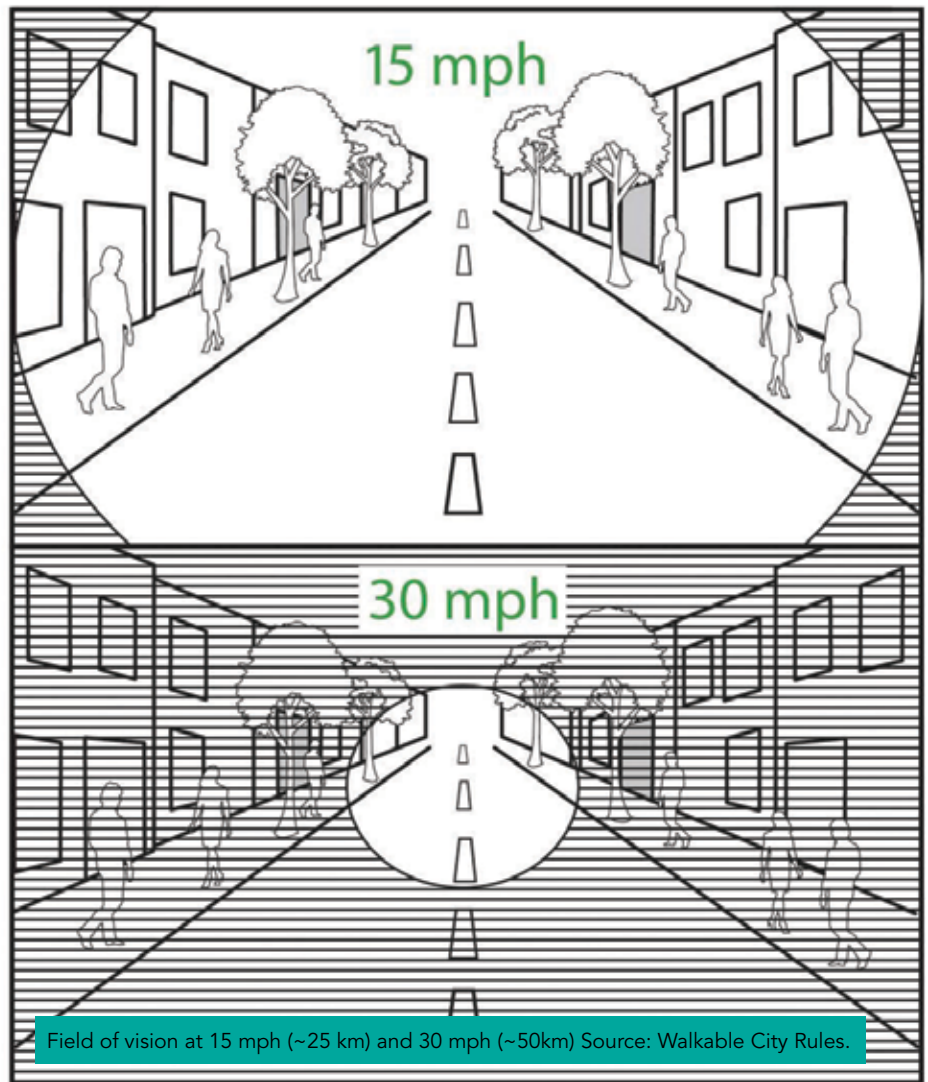 15 mph
30 mph
Field of vision at 15 mph (~25 km) and 30 mph (~50km) Source: Walkable City Rules.